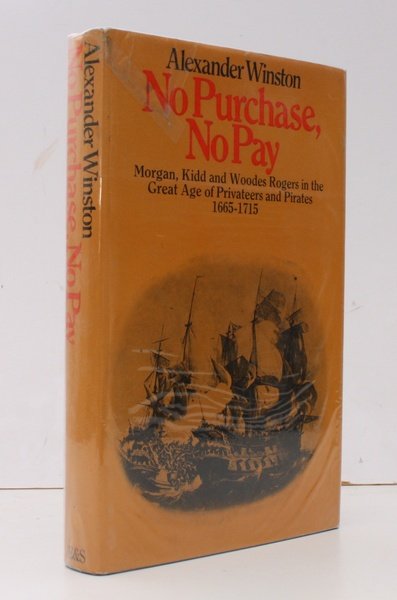 Alexander Winston
No Purchase,
No Pay
Morgan, Kidd and Woodes Rogers in the
Great Age of Privateers and Pirates
1665-1715
Alexander Winston
No Purchase, No Pay